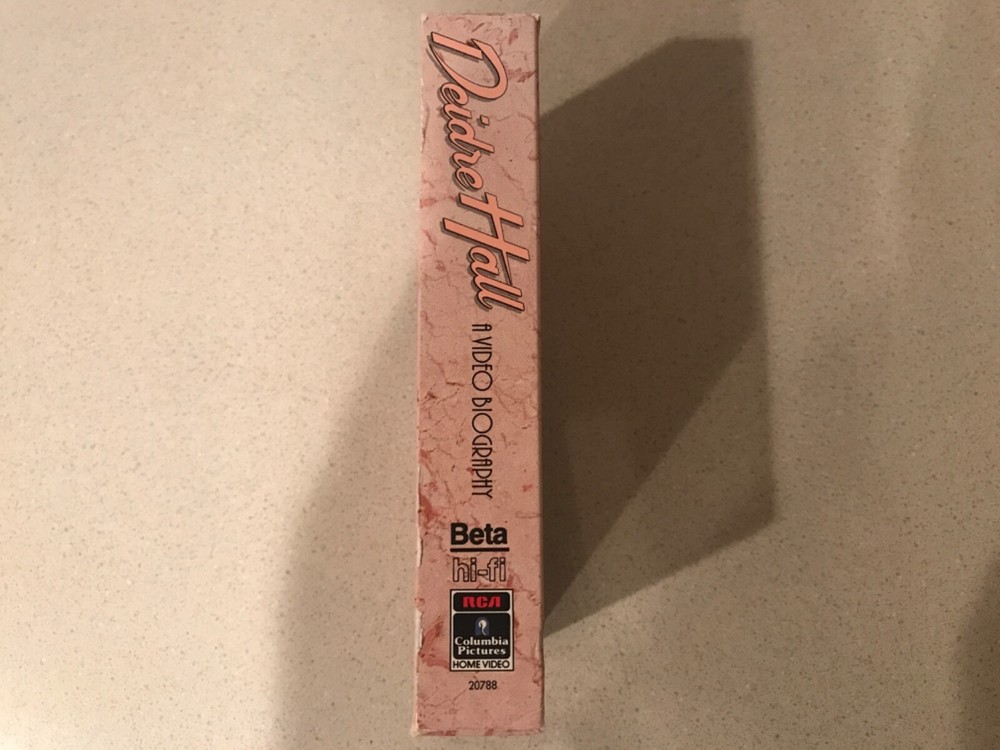 Deidre Hall
A VIDEO BIOGRAPHY
Beta
hi-fi
RCA
Columbia
Pictures
HOME VIDEO
20788